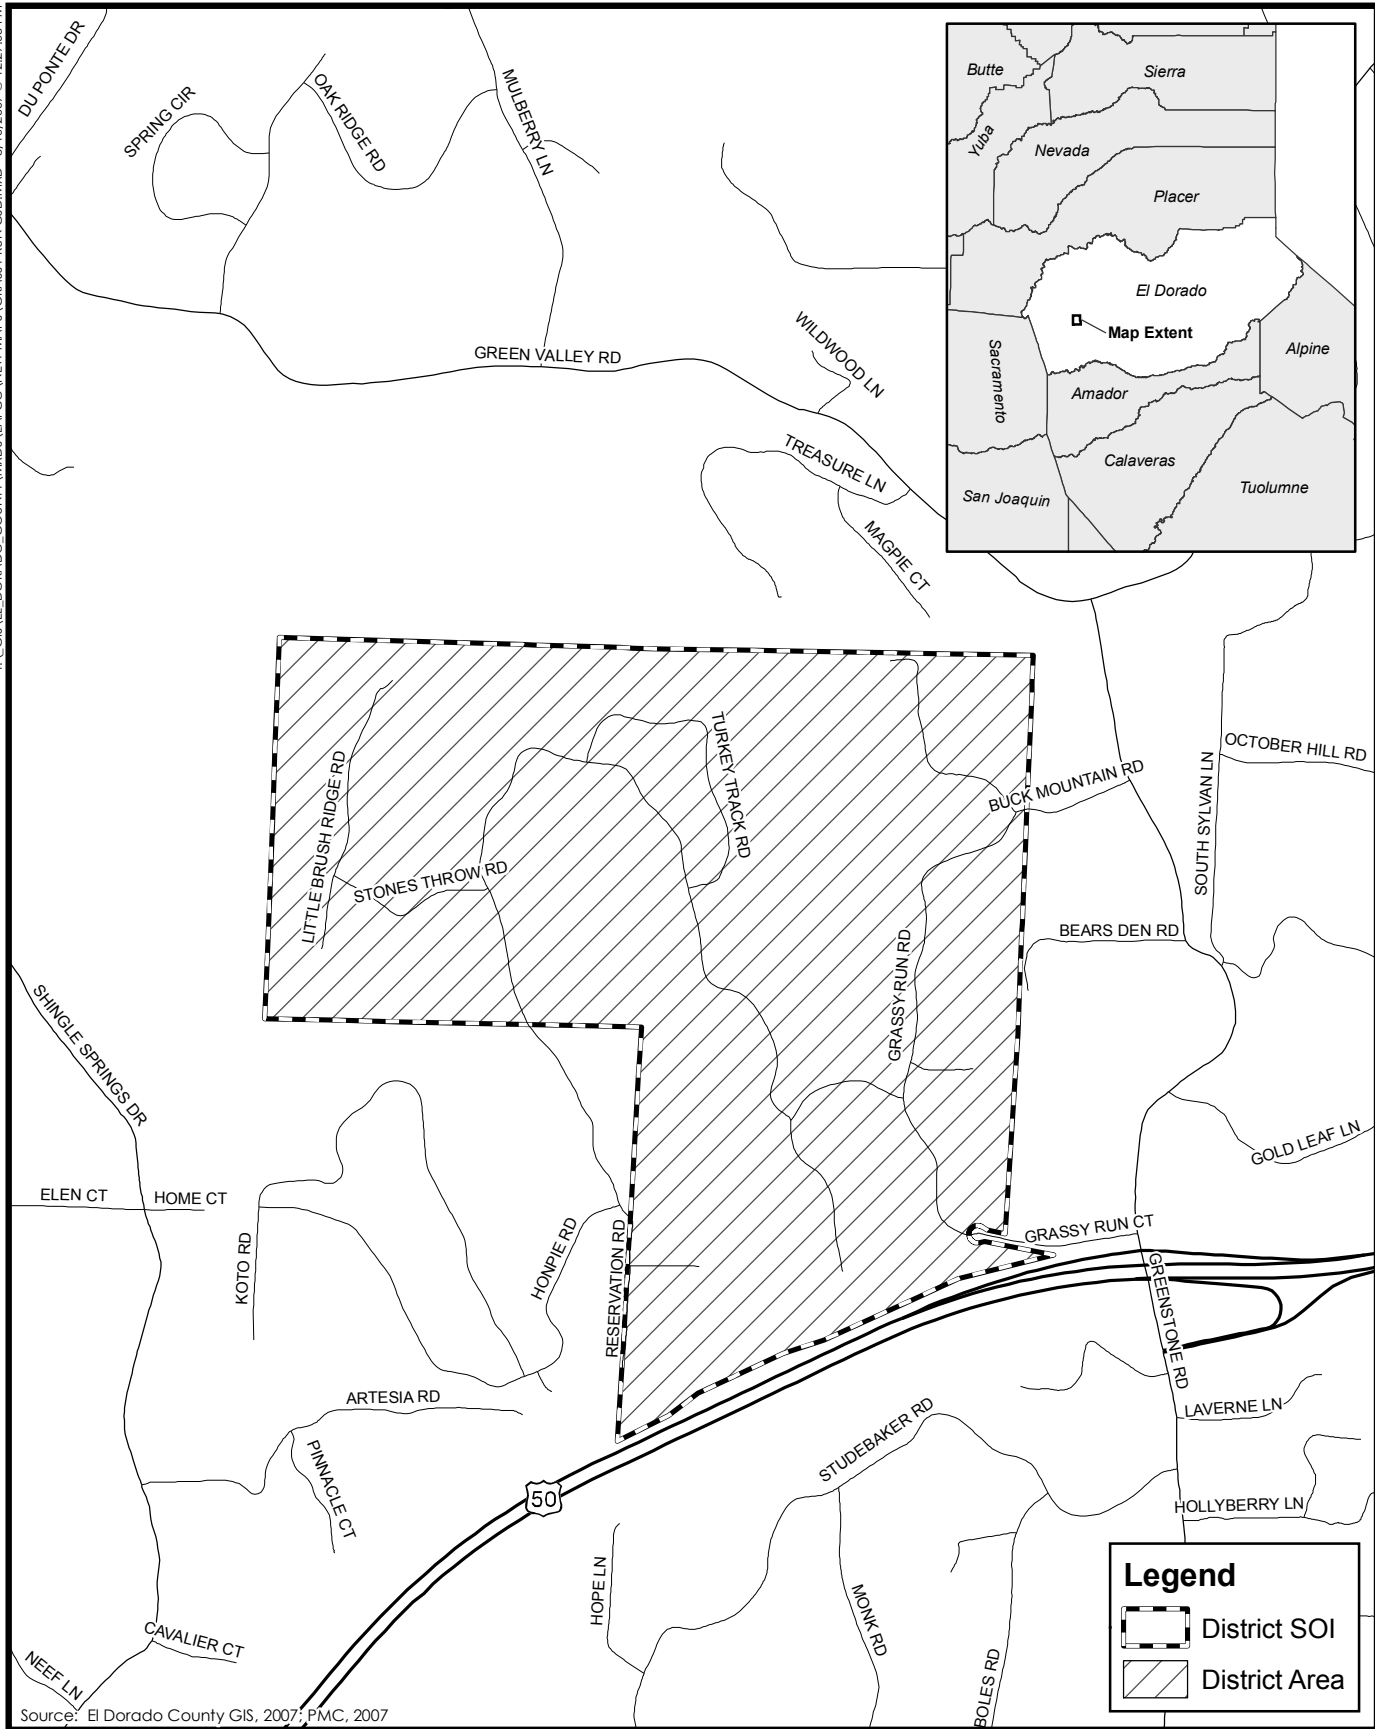 DU PONTE DR
SPRING CIR
OAK RIDGE RD
MULBERRY LN
GREEN VALLEY RD
WILDWOOD LN
TREASURE LN
MAGPIE CT
Butte
Sierra
Yuba
Nevada
Placer
El Dorado
Map Extent
Sacramento
Alpine
Amador
Calaveras
San Joaquin
Tuolumne
TURKEY TRACK RD
LITTLE BRUSH RIDGE RD
STONES THROW RD
BUCK MOUNTAIN RD
OCTOBER HILL RD
SOUTH SYLVAN LN
BEARS DEN RD
GRASSY RUN RD
SHINGLE SPRINGS DR
GOLD LEAF LN
ELEN CT
HOME CT
KOTO RD
HONPIE RD
RESERVATION RD
GRASSY RUN CT
GREENSTONE RD
ARTESIA RD
PINNACLE CT
LAVERNE LN
STUDEBAKER RD
50
HOLLYBERRY LN
HOPE LN
MONK RD
BOLES RD
CAVALIER CT
NEEF LN
Legend
District SOI
District Area
Source: El Dorado County GIS, 2007; PMC, 2007